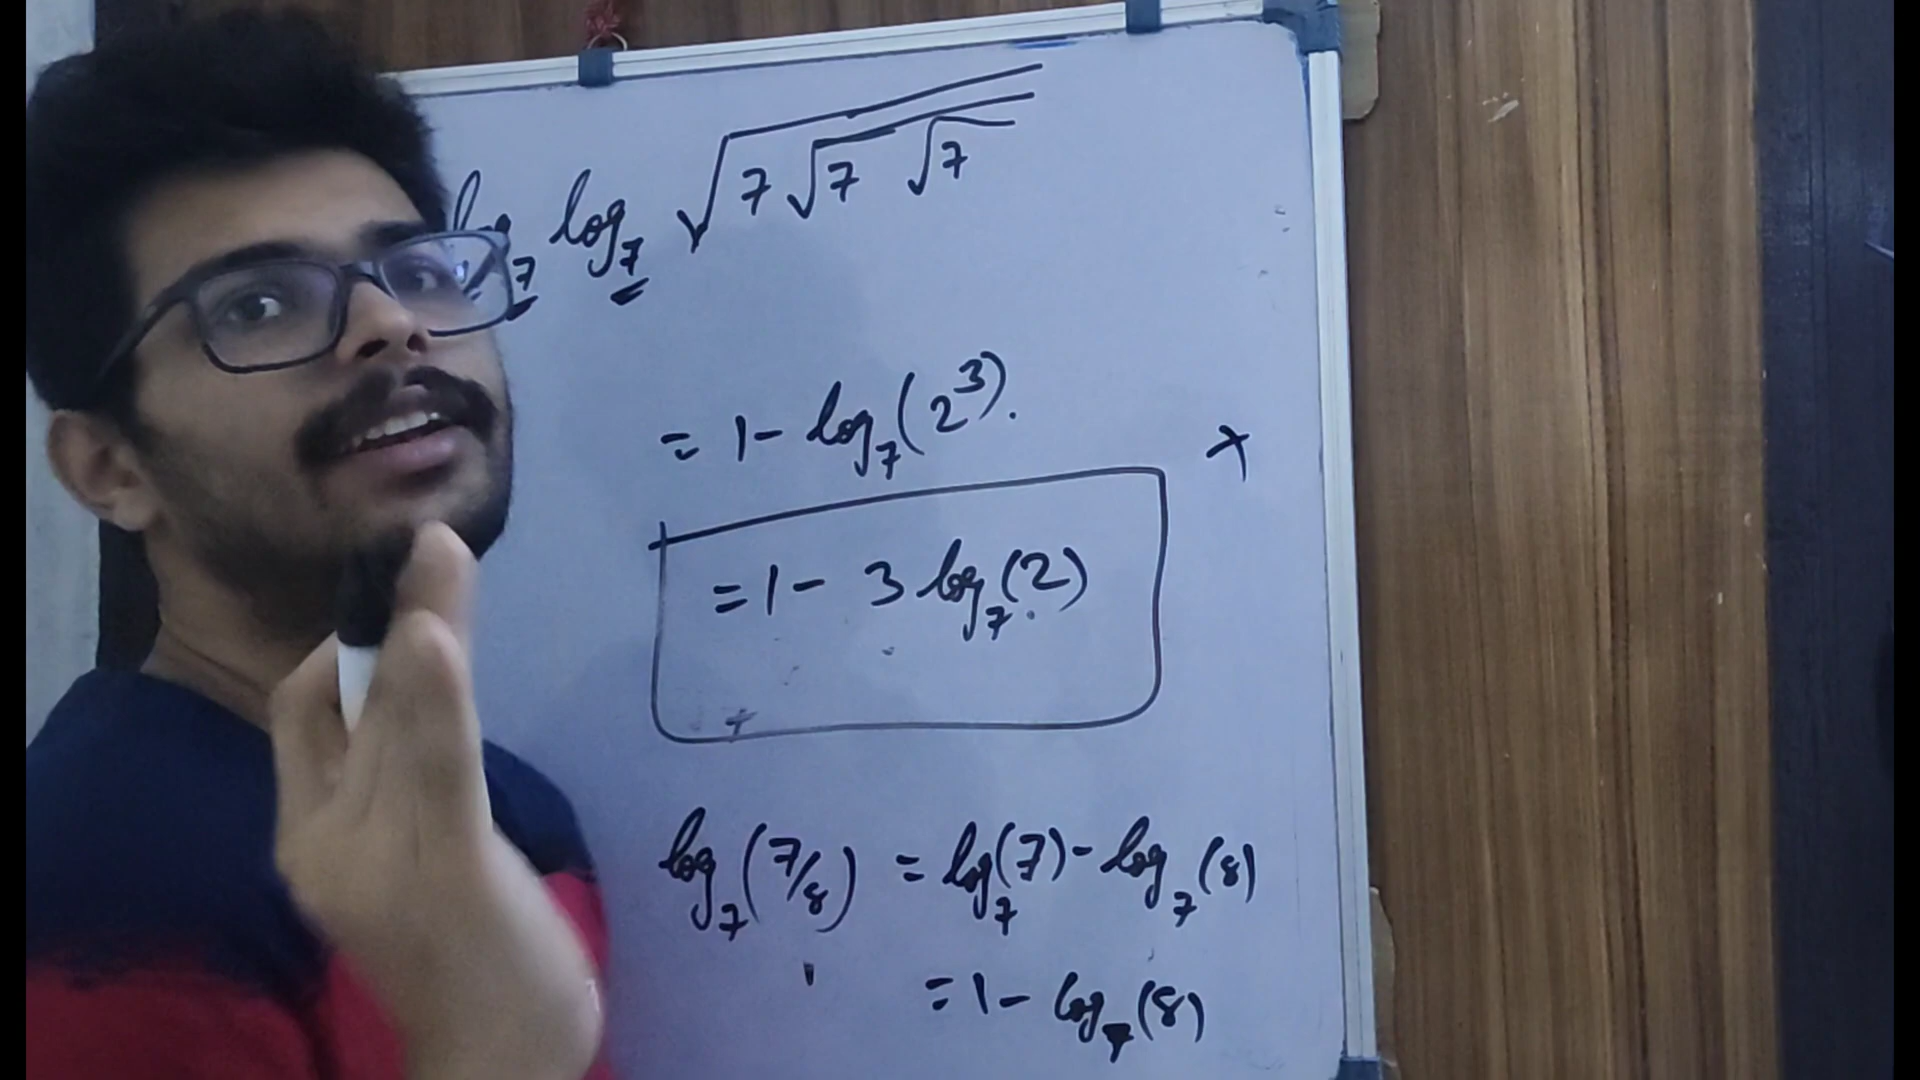 log₇ log₇ √(7√(7 √7))
= 1 - log₇(2³).
= 1 - 3 log₇(2)
log₇(7/8) = log₇(7) - log₇(8)
= 1 - log₇(8)